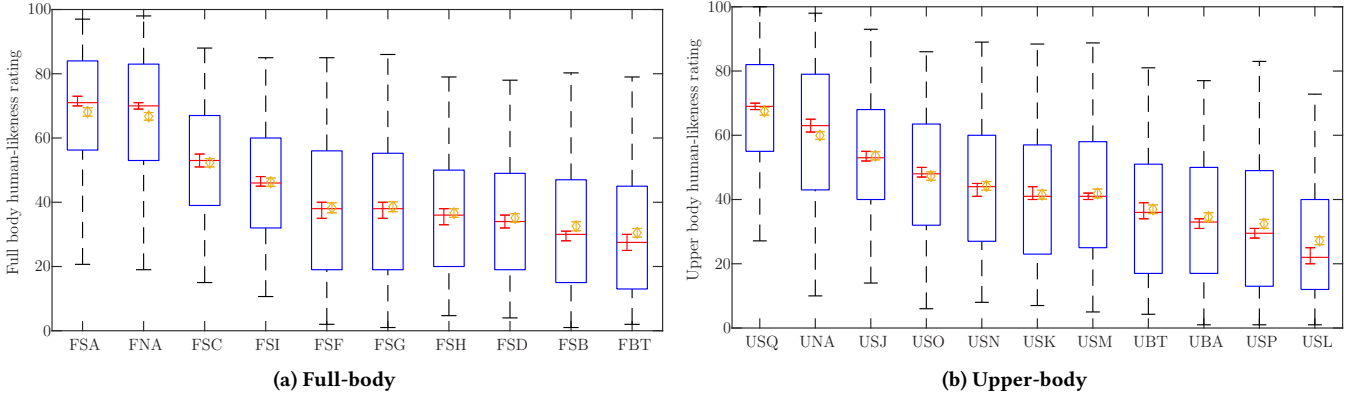 Full body human-likeness rating
100
80
60
40
20
0
FSA FNA FSC FSI FSF FSG FSH FSD FSB FBT
(a) Full-body
Upper body human-likeness rating
100
80
60
40
20
0
USQ UNA USJ USO USN USK USM UBT UBA USP USL
(b) Upper-body